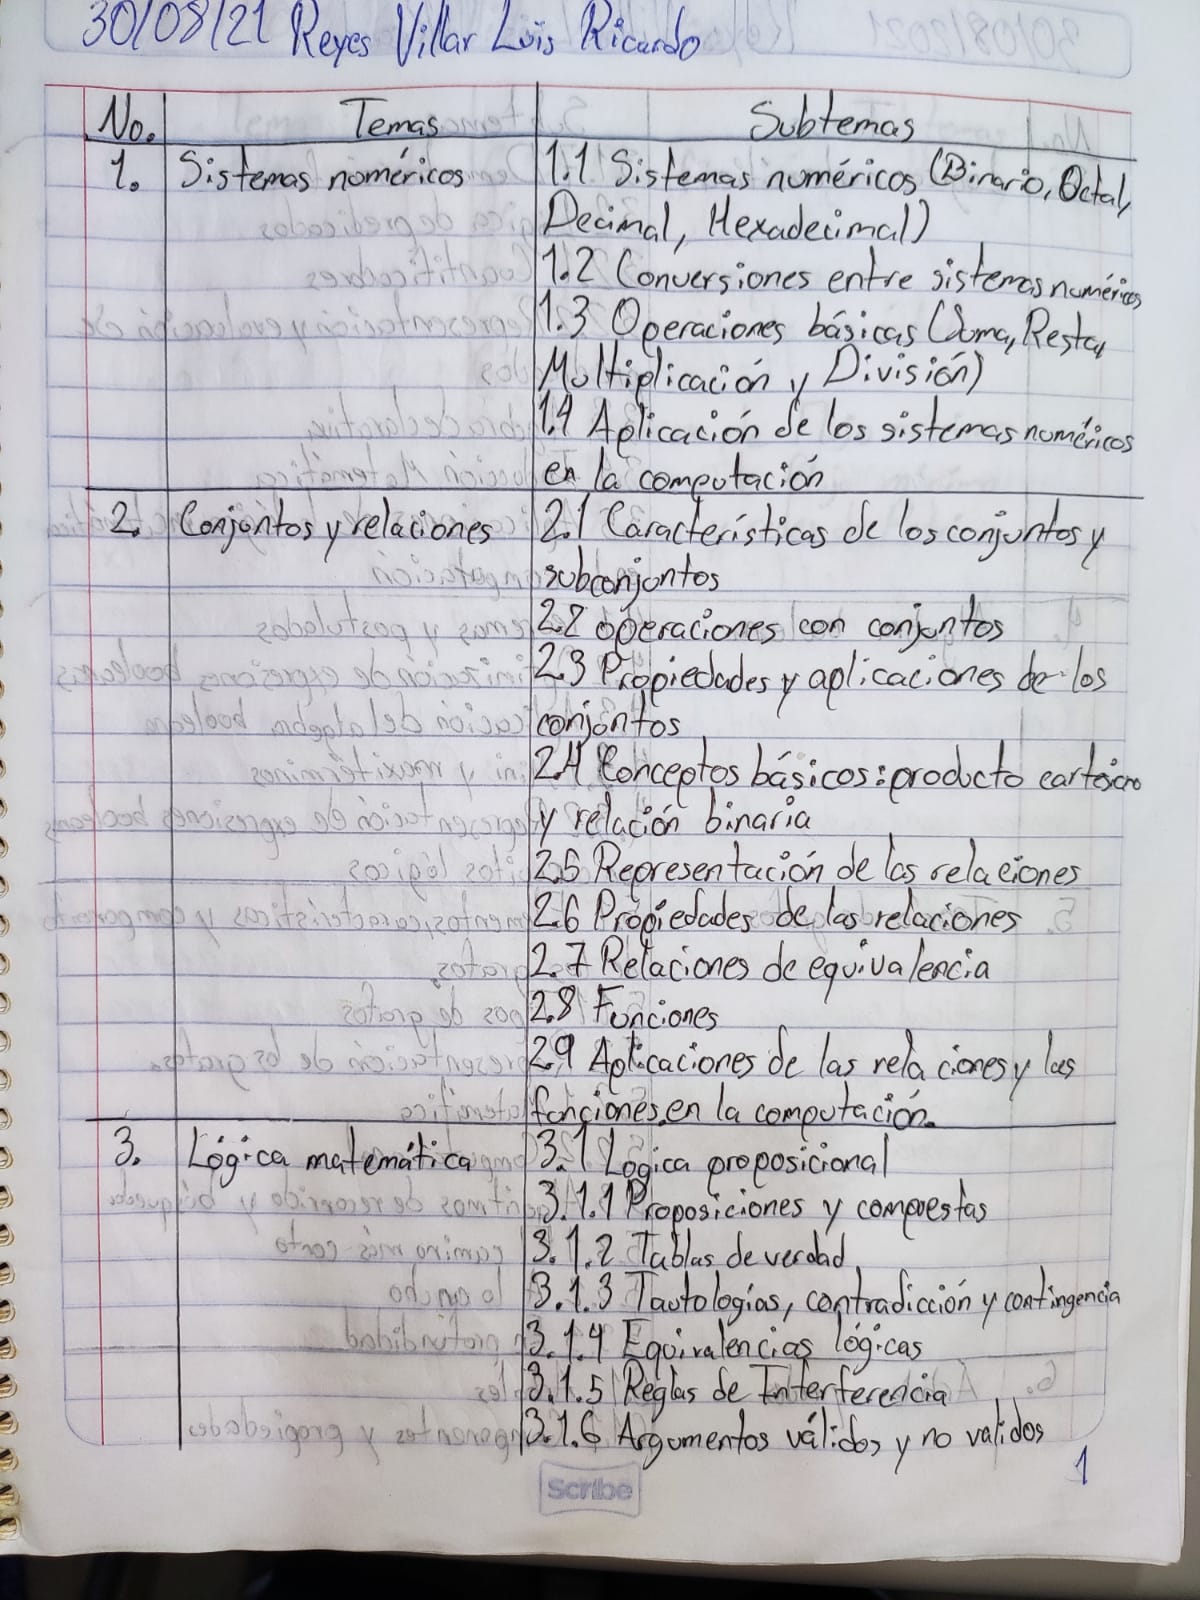 30/08/21 Reyes Villar Luis Ricardo
No. Temas Subtemas
1. Sistemas numéricos 1.1 Sistemas numéricos (Binario, Octal,
Decimal, Hexadecimal)
1.2 Conversiones entre sistemas numéricos
1.3 Operaciones básicas (Suma, Resta,
Multiplicación y División)
1.4 Aplicación de los sistemas numéricos
en la computación
2. Conjuntos y relaciones 2.1 Características de los conjuntos y
subconjuntos
2.2 operaciones con conjuntos
2.3 Propiedades y aplicaciones de los
conjuntos
2.4 Conceptos básicos: producto cartesiano
y relación binaria
2.5 Representación de las relaciones
2.6 Propiedades de las relaciones
2.7 Relaciones de equivalencia
2.8 Funciones
2.9 Aplicaciones de las relaciones y las
funciones en la computación.
3. Lógica matemática 3.1 Lógica proposicional
3.1.1 Proposiciones y compuestas
3.1.2 Tablas de verdad
3.1.3 Tautologías, contradicción y contingencia
3.1.4 Equivalencias lógicas
3.1.5 Reglas de Interferencia
3.1.6 Argumentos válidos y no validos
1
Scribe